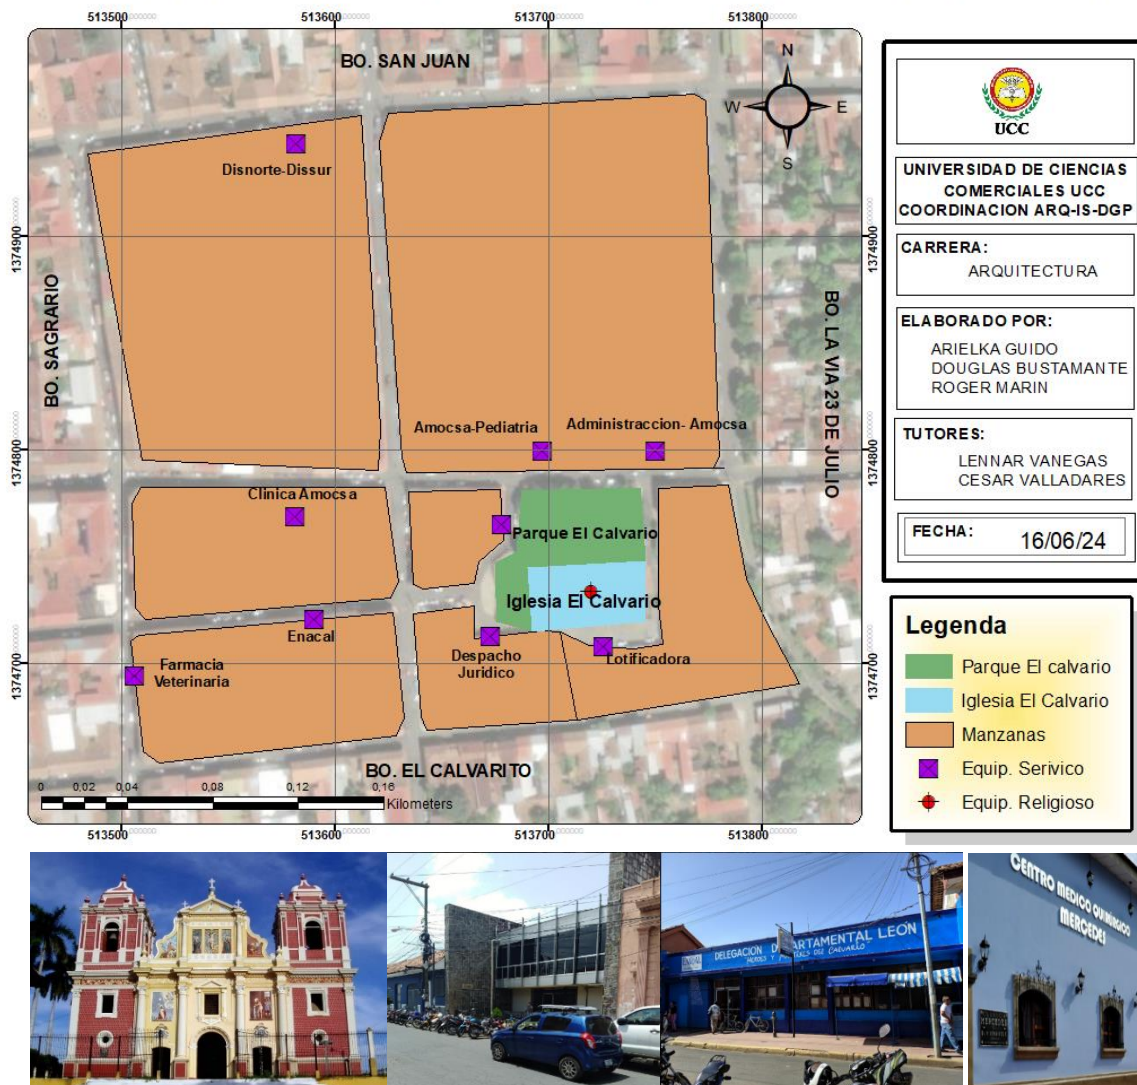 513500 513600 513700 513800
BO. SAN JUAN
N
W E
S
Disnorte-Dissur
1374900
1374900
BO. SAGRARIO
BO. LA VIA 23 DE JULIO
Amocsa-Pediatria
Administraccion- Amocsa
1374800
1374800
Clinica Amocsa
Parque El Calvario
Iglesia El Calvario
Enacal
Despacho
Juridico
Lotificadora
Farmacia
Veterinaria
1374700
1374700
BO. EL CALVARITO
0 0,02 0,04 0,08 0,12 0,16
Kilometers
513500 513600 513700 513800
UCC
UNIVERSIDAD DE CIENCIAS
COMERCIALES UCC
COORDINACION ARQ-IS-DGP
CARRERA:
ARQUITECTURA
ELABORADO POR:
ARIELKA GUIDO
DOUGLAS BUSTAMANTE
ROGER MARIN
TUTORES:
LENNAR VANEGAS
CESAR VALLADARES
FECHA: 16/06/24
Legenda
Parque El calvario
Iglesia El Calvario
Manzanas
Equip. Serivico
Equip. Religioso
DELEGACIÓN DEPARTAMENTAL LEÓN
CENTRO MEDICO QUIRÚRGICO
MERCEDES
MERCEDES